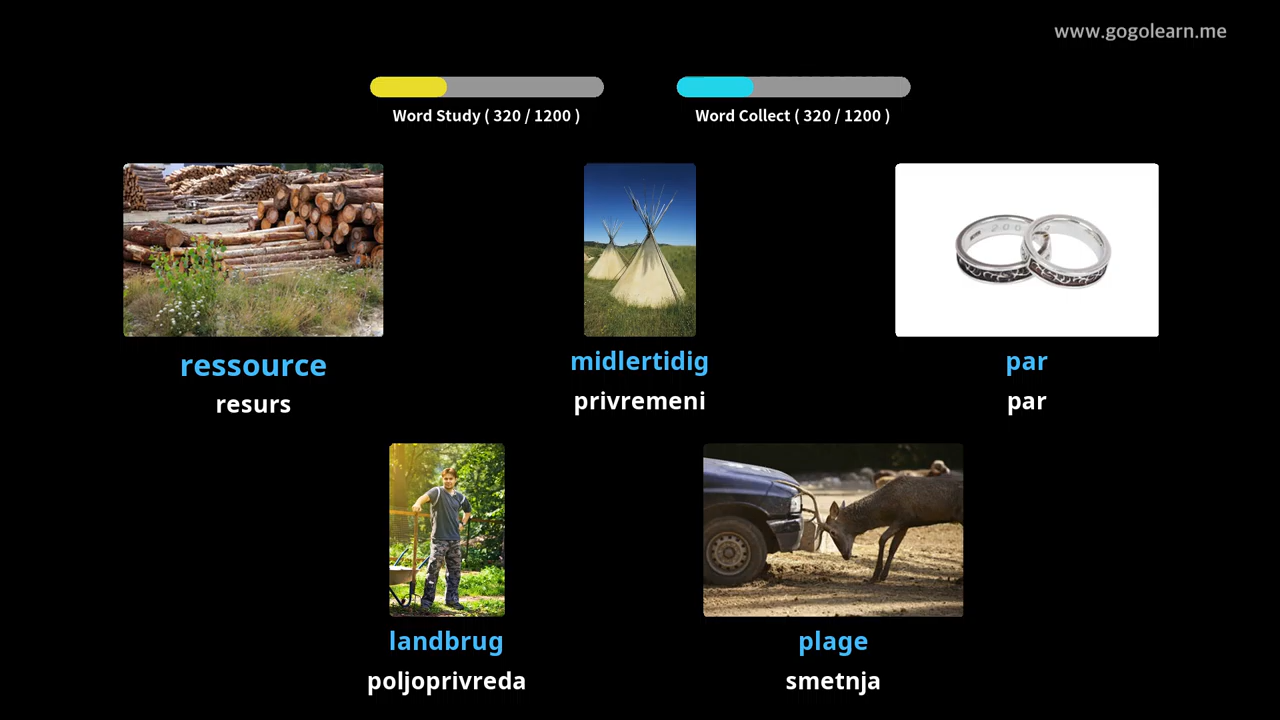 www.gogolearn.me
Word Study ( 320 / 1200 )
Word Collect ( 320 / 1200 )
ressource
resurs
midlertidig
privremeni
par
par
landbrug
poljoprivreda
plage
smetnja